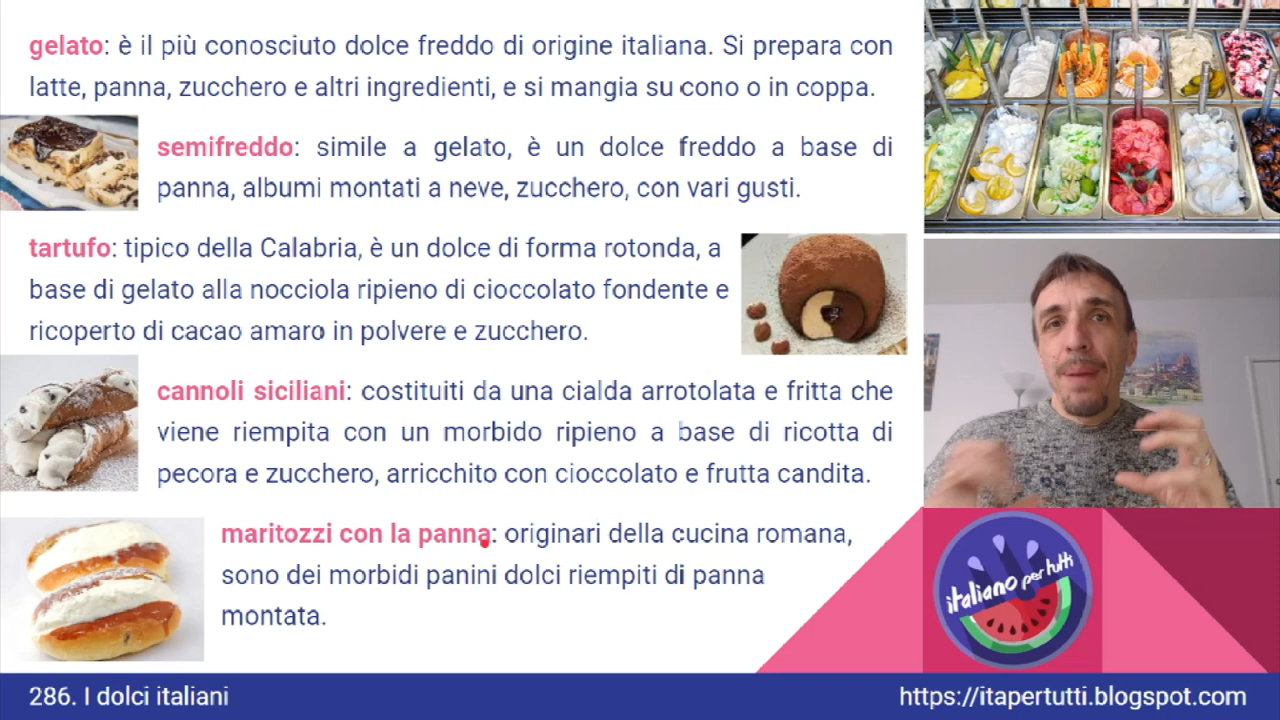 gelato: è il più conosciuto dolce freddo di origine italiana. Si prepara con
latte, panna, zucchero e altri ingredienti, e si mangia su cono o in coppa.
semifreddo: simile a gelato, è un dolce freddo a base di
panna, albumi montati a neve, zucchero, con vari gusti.
tartufo: tipico della Calabria, è un dolce di forma rotonda, a
base di gelato alla nocciola ripieno di cioccolato fondente e
ricoperto di cacao amaro in polvere e zucchero.
cannoli siciliani: costituiti da una cialda arrotolata e fritta che
viene riempita con un morbido ripieno a base di ricotta di
pecora e zucchero, arricchito con cioccolato e frutta candita.
maritozzi con la panna: originari della cucina romana,
sono dei morbidi panini dolci riempiti di panna
montata.
italiano per tutti
286. I dolci italiani
https://itapertutti.blogspot.com